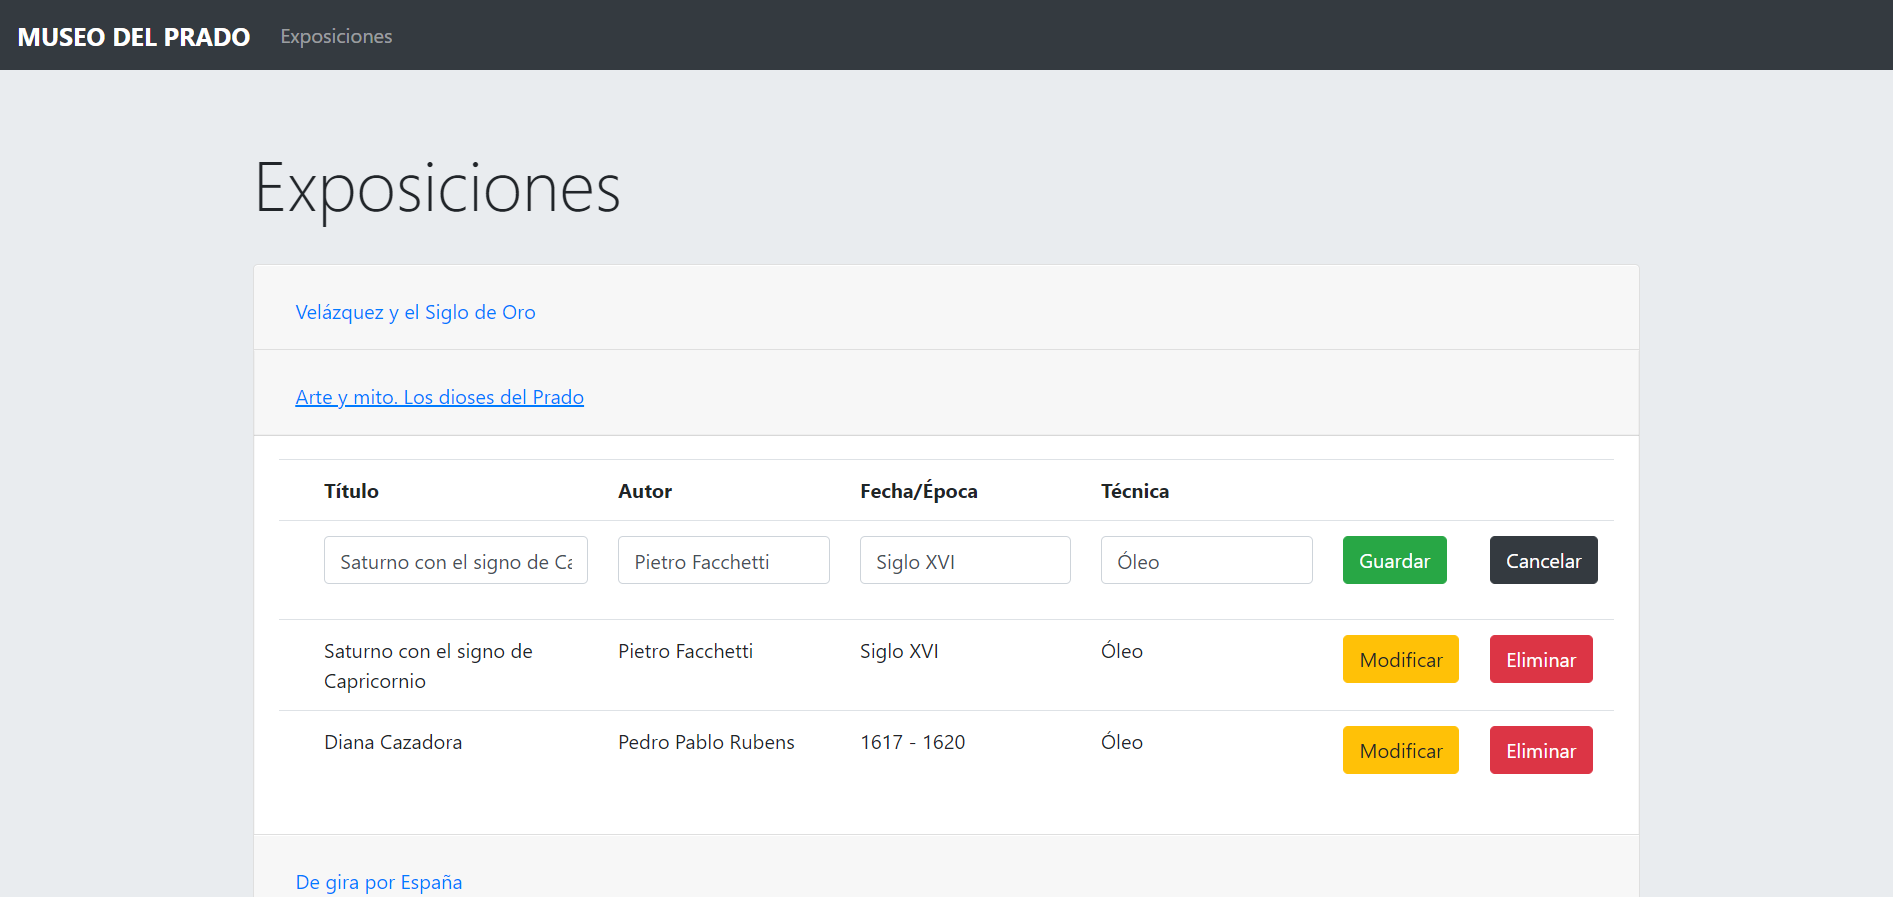 MUSEO DEL PRADO Exposiciones
Exposiciones
Velázquez y el Siglo de Oro
Arte y mito. Los dioses del Prado
Título Autor Fecha/Época Técnica
Saturno con el signo de Ca Pietro Facchetti Siglo XVI Óleo Guardar Cancelar
Saturno con el signo de Pietro Facchetti Siglo XVI Óleo Modificar Eliminar
Capricornio
Diana Cazadora Pedro Pablo Rubens 1617 - 1620 Óleo Modificar Eliminar
De gira por España